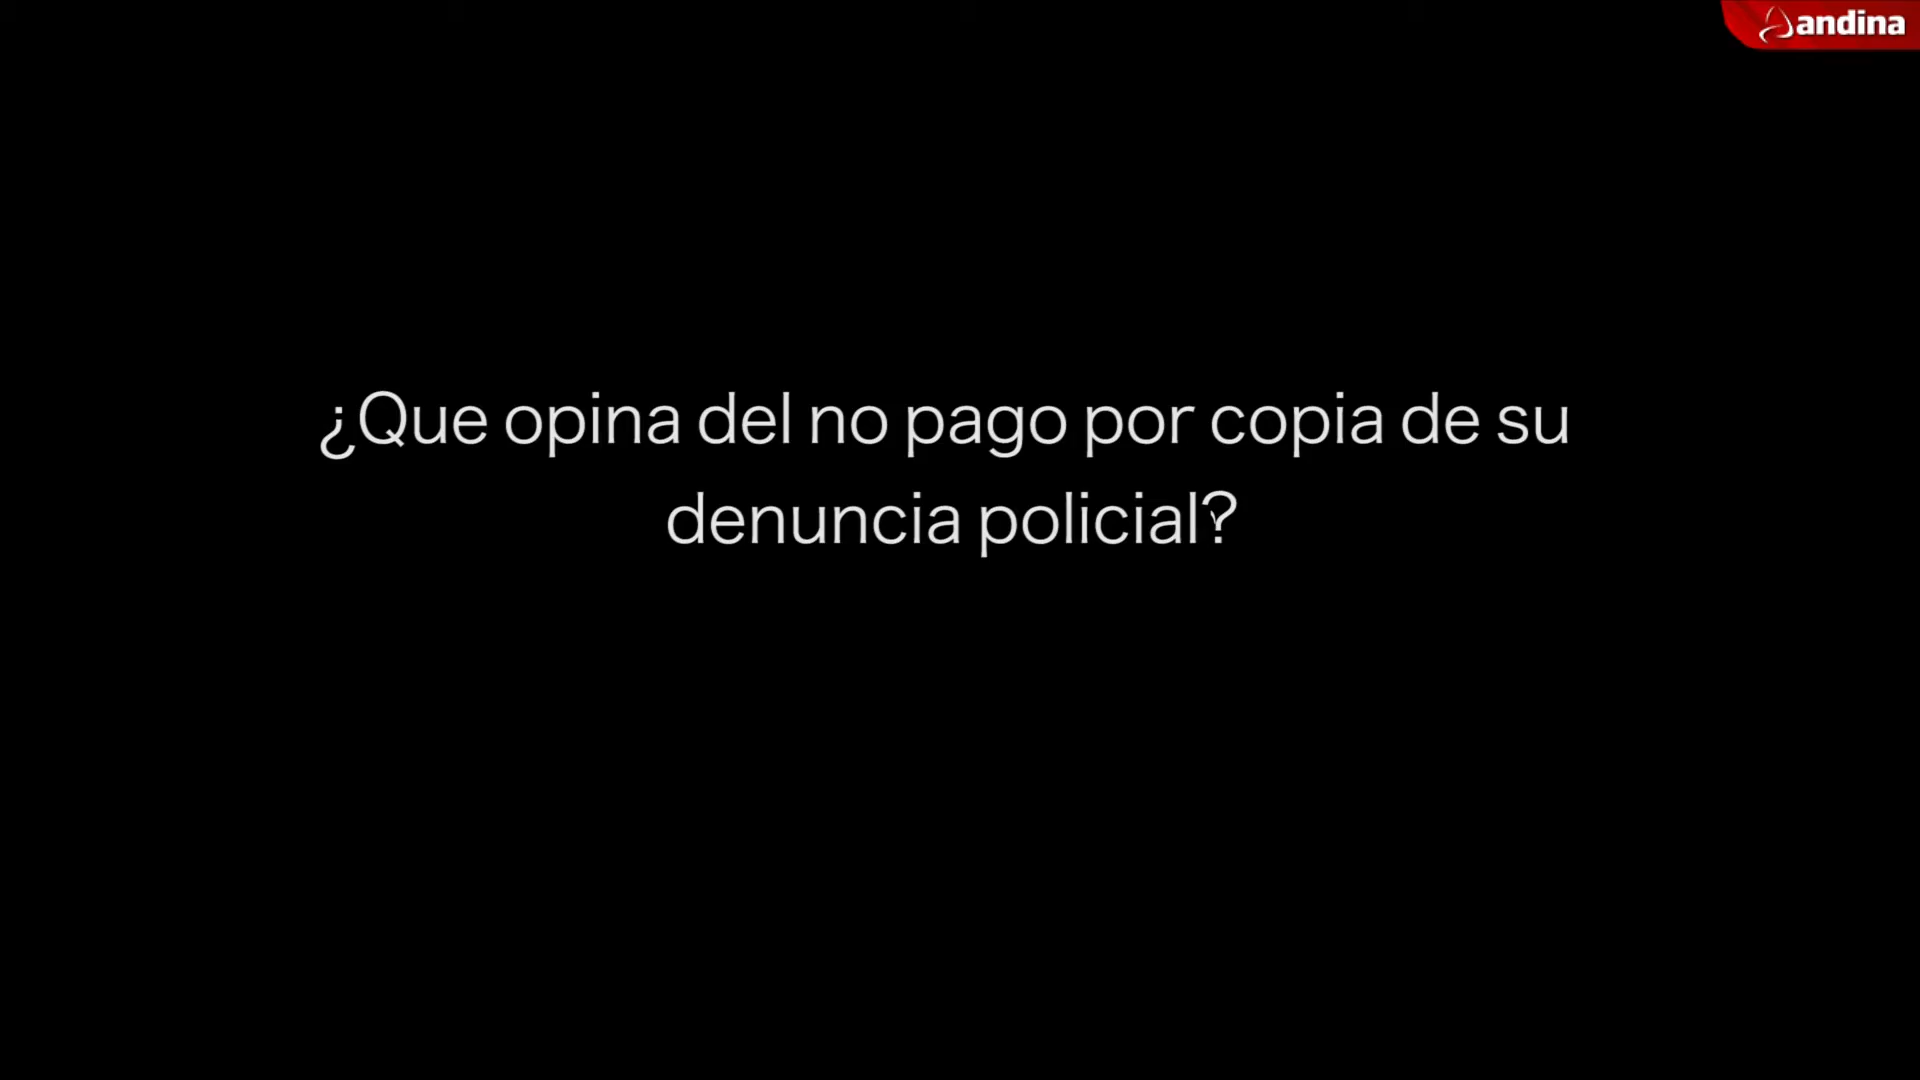 andina
¿Que opina del no pago por copia de su
denuncia policial?